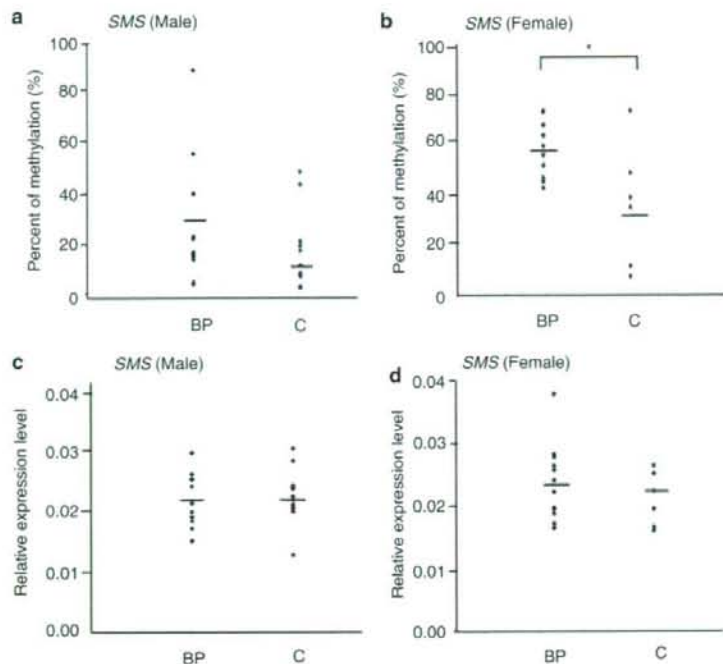 a SMS (Male)
Percent of methylation (%)
100
80
60
40
20
0
BP C
b SMS (Female)
*
Percent of methylation (%)
100
80
60
40
20
0
BP C
c SMS (Male)
Relative expression level
0.04
0.03
0.02
0.01
0.00
BP C
d SMS (Female)
Relative expression level
0.04
0.03
0.02
0.01
0.00
BP C